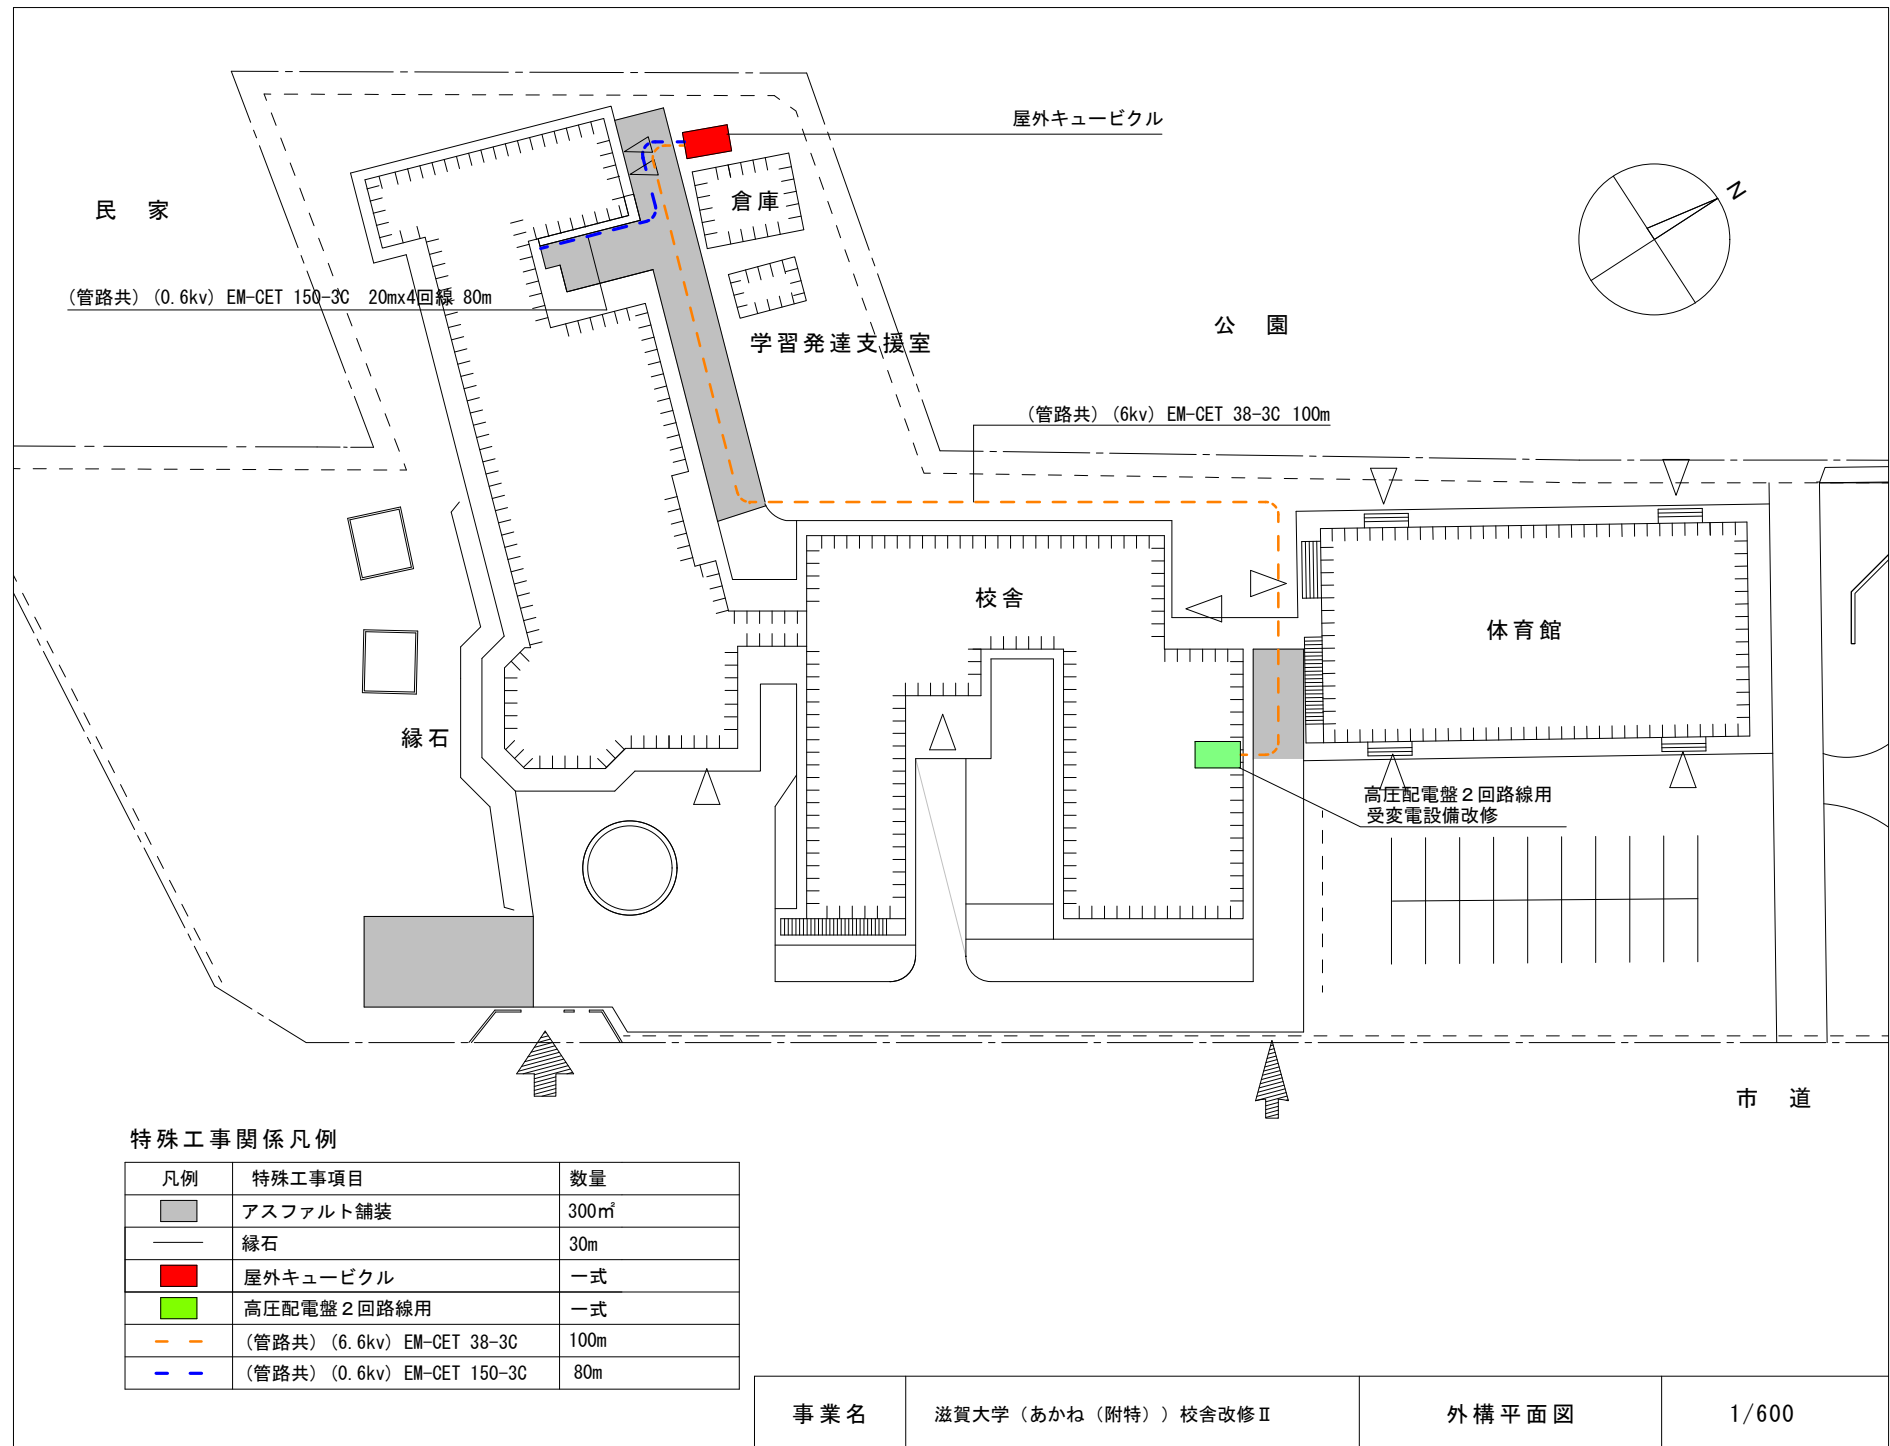 屋外キュービクル
N
民 家
倉庫
(管路共) (0.6kv) EM-CET 150-3C 20mx4回線 80m
公 園
学習発達支援室
(管路共) (6kv) EM-CET 38-3C 100m
校舎
体育館
縁石
高圧配電盤2回路線用
受変電設備改修
市 道
特殊工事関係凡例
凡例 特殊工事項目 数量
アスファルト舗装 300㎡
縁石 30m
屋外キュービクル 一式
高圧配電盤2回路線用 一式
(管路共) (6.6kv) EM-CET 38-3C 100m
(管路共) (0.6kv) EM-CET 150-3C 80m
事業名 滋賀大学(あかね(附特))校舎改修Ⅱ 外構平面図 1/600